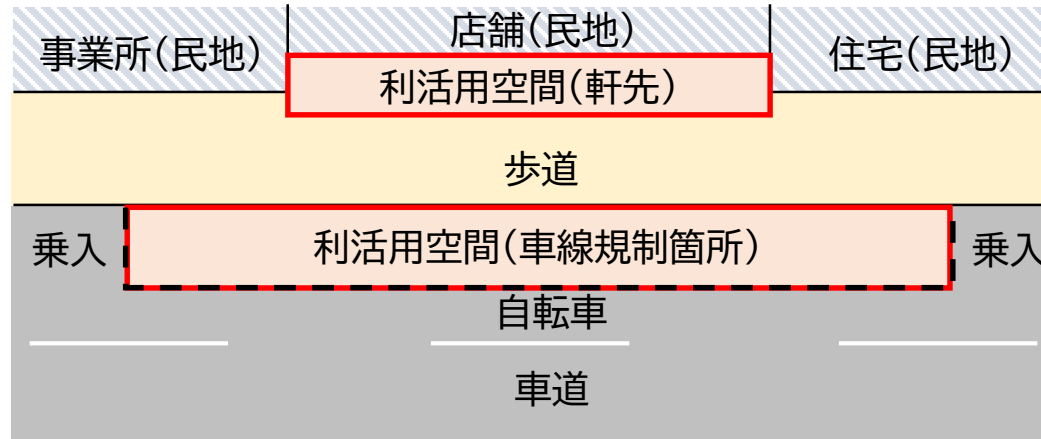 事業所(民地)
店舗(民地)
住宅(民地)
利活用空間(軒先)
歩道
乗入
利活用空間(車線規制箇所)
乗入
自転車
車道